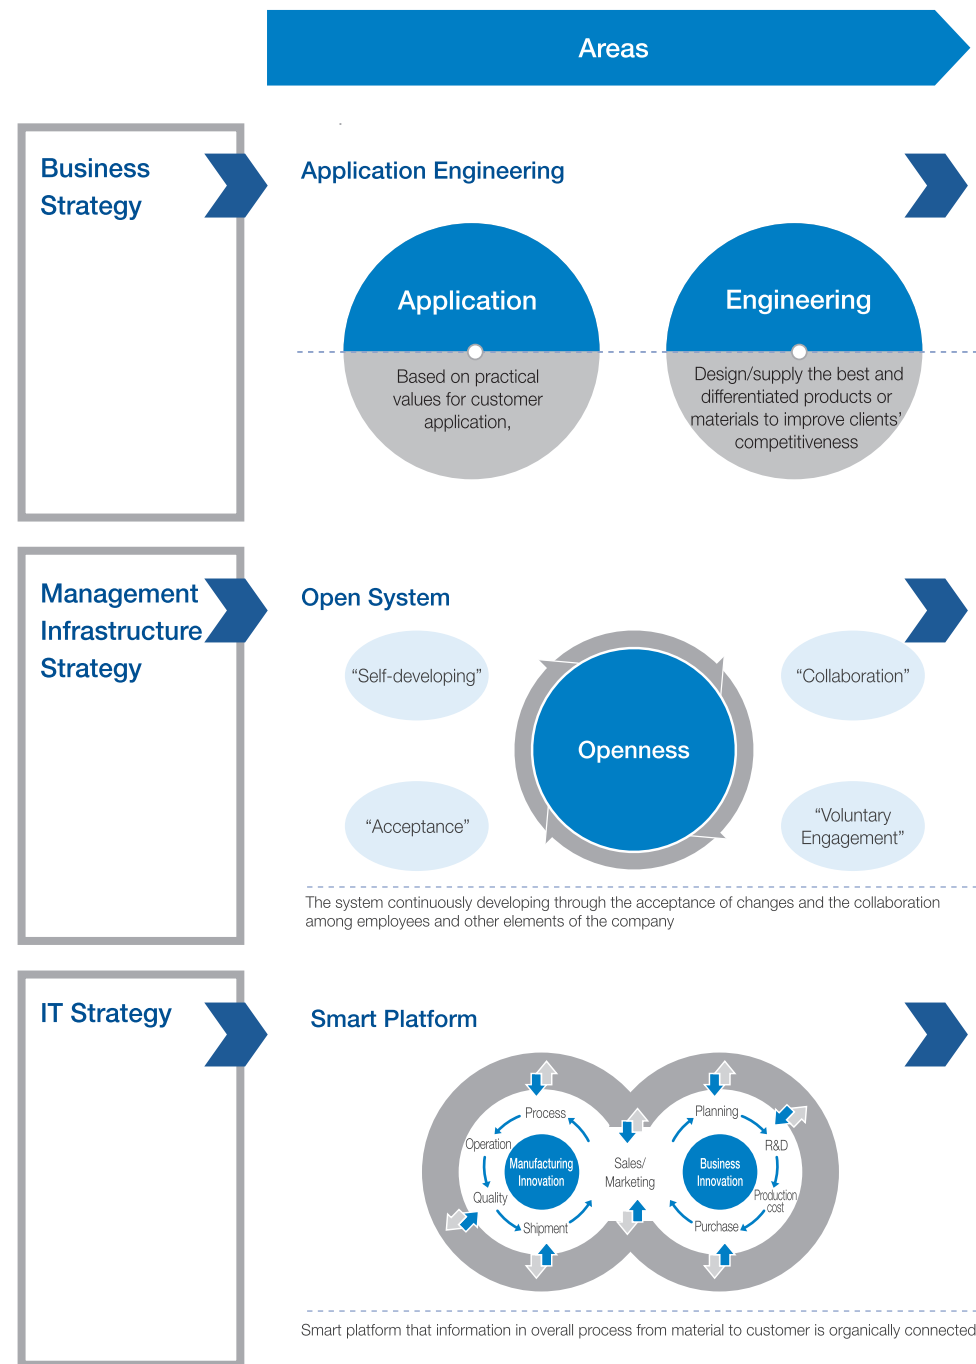 Areas
Business
Strategy
Application Engineering
Application
Based on practical
values for customer
application,
Engineering
Design/supply the best and
differentiated products or
materials to improve clients'
competitiveness
Management
Infrastructure
Strategy
Open System
“Self-developing”
“Collaboration”
Openness
“Acceptance”
“Voluntary
Engagement”
The system continuously developing through the acceptance of changes and the collaboration
among employees and other elements of the company
IT Strategy
Smart Platform
Process
Operation
Manufacturing
Innovation
Quality
Shipment
Sales/
Marketing
Planning
R&D
Business
Innovation
Production
cost
Purchase
Smart platform that information in overall process from material to customer is organically connected